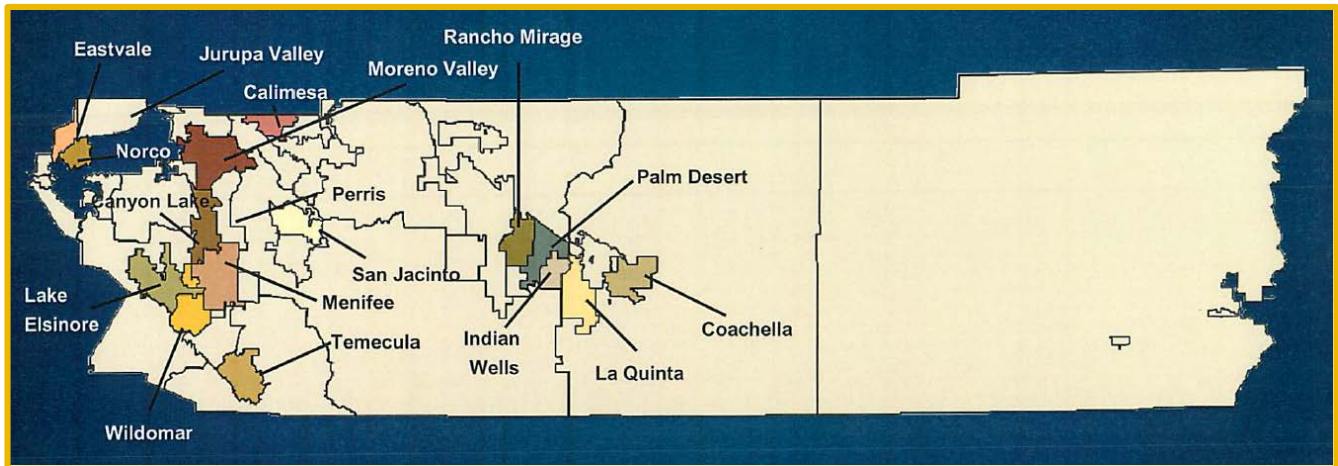 Rancho Mirage
Eastvale
Jurupa Valley
Moreno Valley
Calimesa
Norco
Palm Desert
Perris
Canyon Lake
San Jacinto
Lake
Elsinore
Menifee
Coachella
Temecula
Indian
Wells
La Quinta
Wildomar